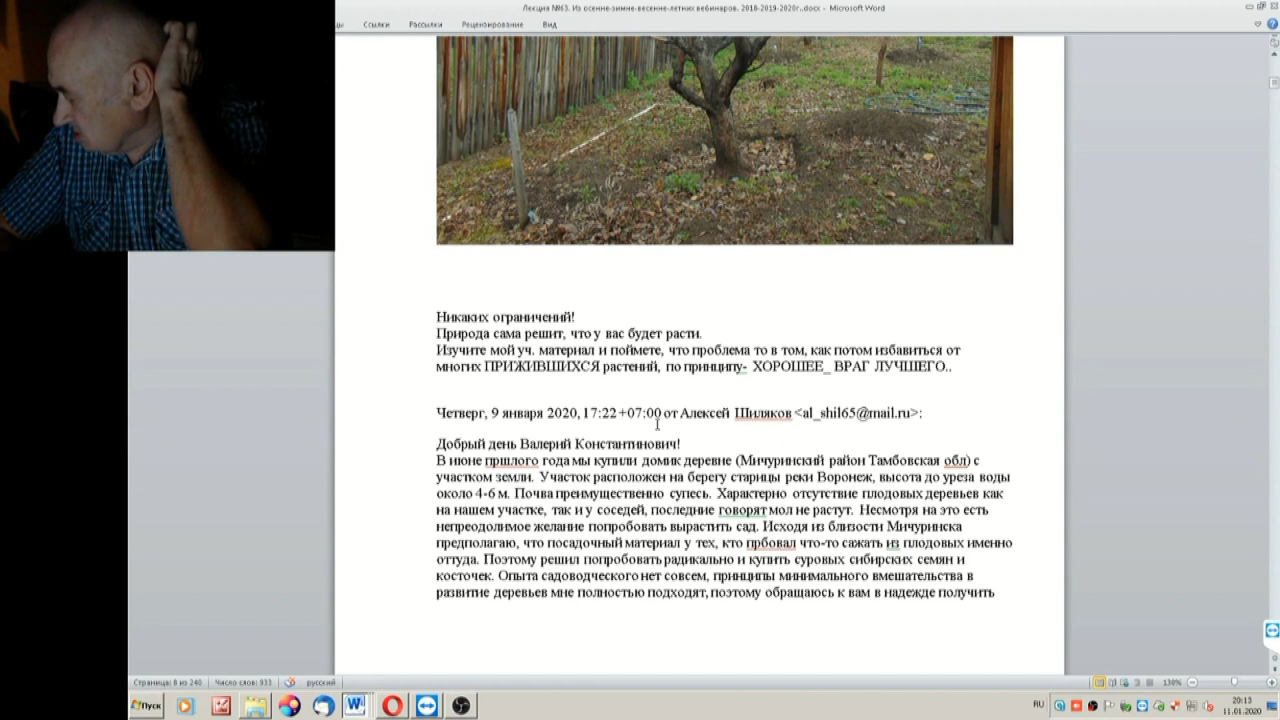 Лекция №63. Из осенне-зимне-весенне-летних вебинаров. 2018-2019-2020г..docx - Microsoft Word
цы Ссылки Рассылки Рецензирование Вид
Никаких ограничений!
Природа сама решит, что у вас будет расти.
Изучите мой уч. материал и поймете, что проблема то в том, как потом избавиться от
многих ПРИЖИВШИХСЯ растений, по принципу- ХОРОШЕЕ_ ВРАГ ЛУЧШЕГО..
Четверг, 9 января 2020, 17:22 +07:00 от Алексей Шиляков <al_shil65@mail.ru>:
Добрый день Валерий Константинович!
В июне пршлого года мы купили домик деревне (Мичуринский район Тамбовская обл) с
участком земли. Участок расположен на берегу старицы реки Воронеж, высота до уреза воды
около 4-6 м. Почва преимущественно супесь. Характерно отсутствие плодовых деревьев как
на нашем участке, так и у соседей, последние говорят мол не растут. Несмотря на это есть
непреодолимое желание попробовать вырастить сад. Исходя из близости Мичуринска
предполагаю, что посадочный материал у тех, кто прбовал что-то сажать из плодовых именно
оттуда. Поэтому решил попробовать радикально и купить суровых сибирских семян и
косточек. Опыта садоводческого нет совсем, принципы минимального вмешательства в
развитие деревьев мне полностью подходят, поэтому обращаюсь к вам в надежде получить
Страница: 8 из 240 Число слов: 933 русский 130%
Пуск RU 20:13
11.01.2020